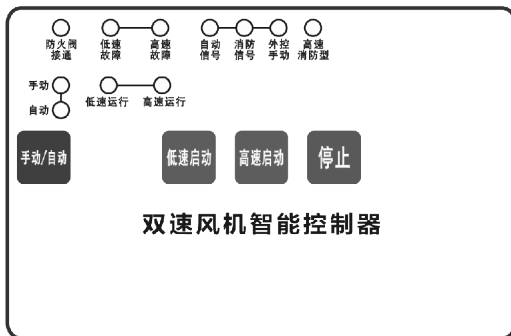 防火阀 低速 高速 自动 消防 外控 高速
接通 故障 故障 信号 信号 手动 消防型
手动
自动 低速运行 高速运行
手动/自动 低速启动 高速启动 停止
双速风机智能控制器